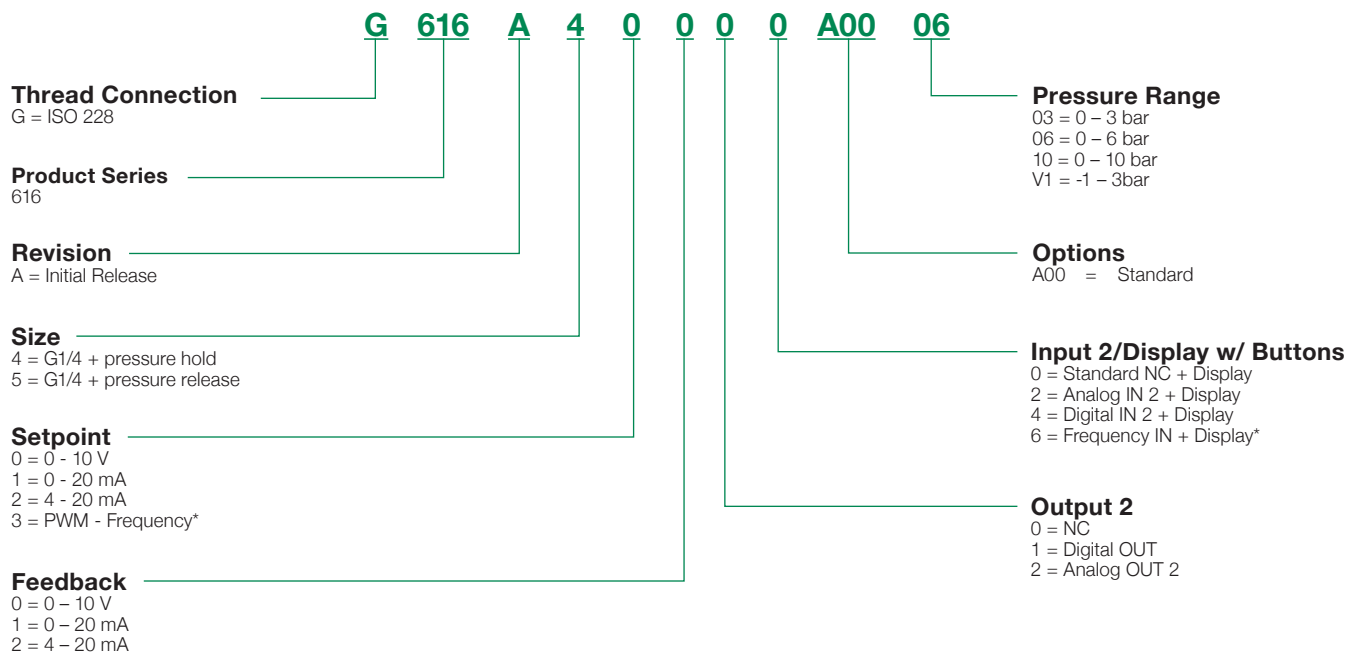 G 616 A 4 0 0 0 0 A00 06
Thread Connection
G = ISO 228
Product Series
616
Revision
A = Initial Release
Size
4 = G1/4 + pressure hold
5 = G1/4 + pressure release
Setpoint
0 = 0 - 10 V
1 = 0 - 20 mA
2 = 4 - 20 mA
3 = PWM - Frequency*
Feedback
0 = 0 – 10 V
1 = 0 – 20 mA
2 = 4 – 20 mA
Pressure Range
03 = 0 – 3 bar
06 = 0 – 6 bar
10 = 0 – 10 bar
V1 = -1 – 3bar
Options
A00 = Standard
Input 2/Display w/ Buttons
0 = Standard NC + Display
2 = Analog IN 2 + Display
4 = Digital IN 2 + Display
6 = Frequency IN + Display*
Output 2
0 = NC
1 = Digital OUT
2 = Analog OUT 2